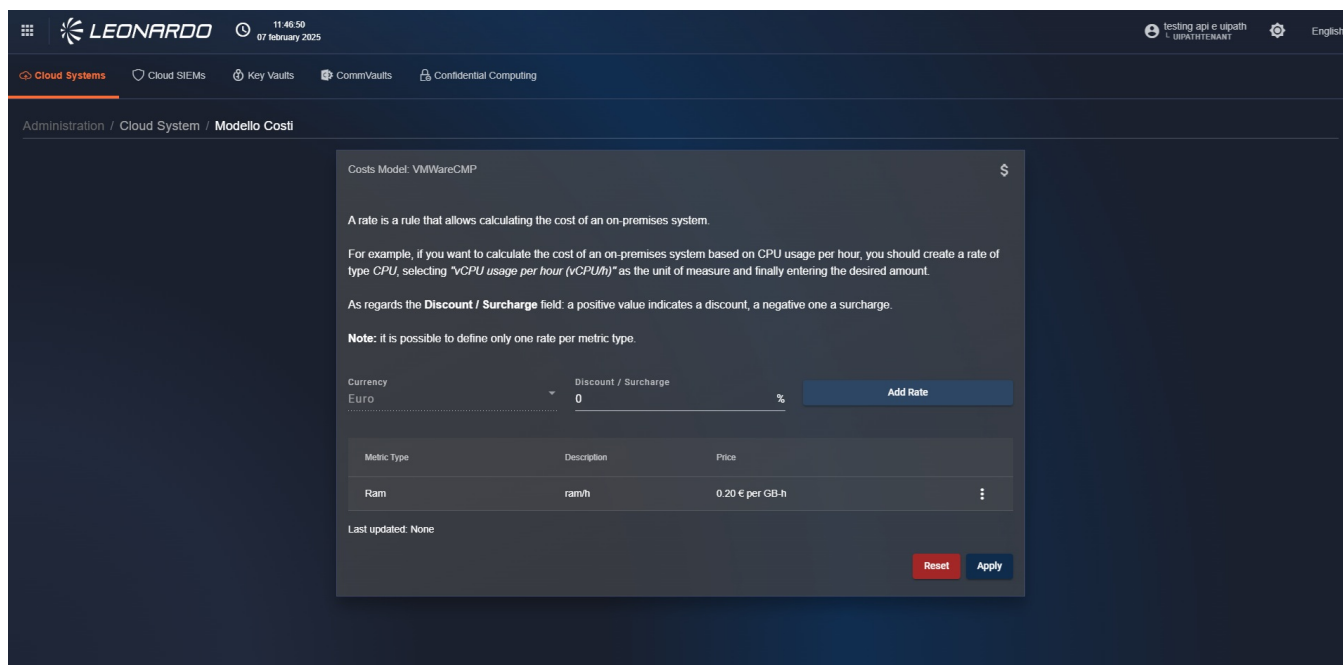 LEONARDO
11:46:50
07 february 2025
testing api e uipath
UIPATHTENANT
English
Cloud Systems
Cloud SIEMs
Key Vaults
CommVaults
Confidential Computing
Administration / Cloud System / Modello Costi
Costs Model: VMWareCMP
$
A rate is a rule that allows calculating the cost of an on-premises system.
For example, if you want to calculate the cost of an on-premises system based on CPU usage per hour, you should create a rate of
type CPU, selecting "vCPU usage per hour (vCPU/h)" as the unit of measure and finally entering the desired amount.
As regards the Discount / Surcharge field: a positive value indicates a discount, a negative one a surcharge.
Note: it is possible to define only one rate per metric type.
Currency
Euro
Discount / Surcharge
0 %
Add Rate
Metric Type Description Price
Ram ram/h 0.20 € per GB-h
Last updated: None
Reset Apply